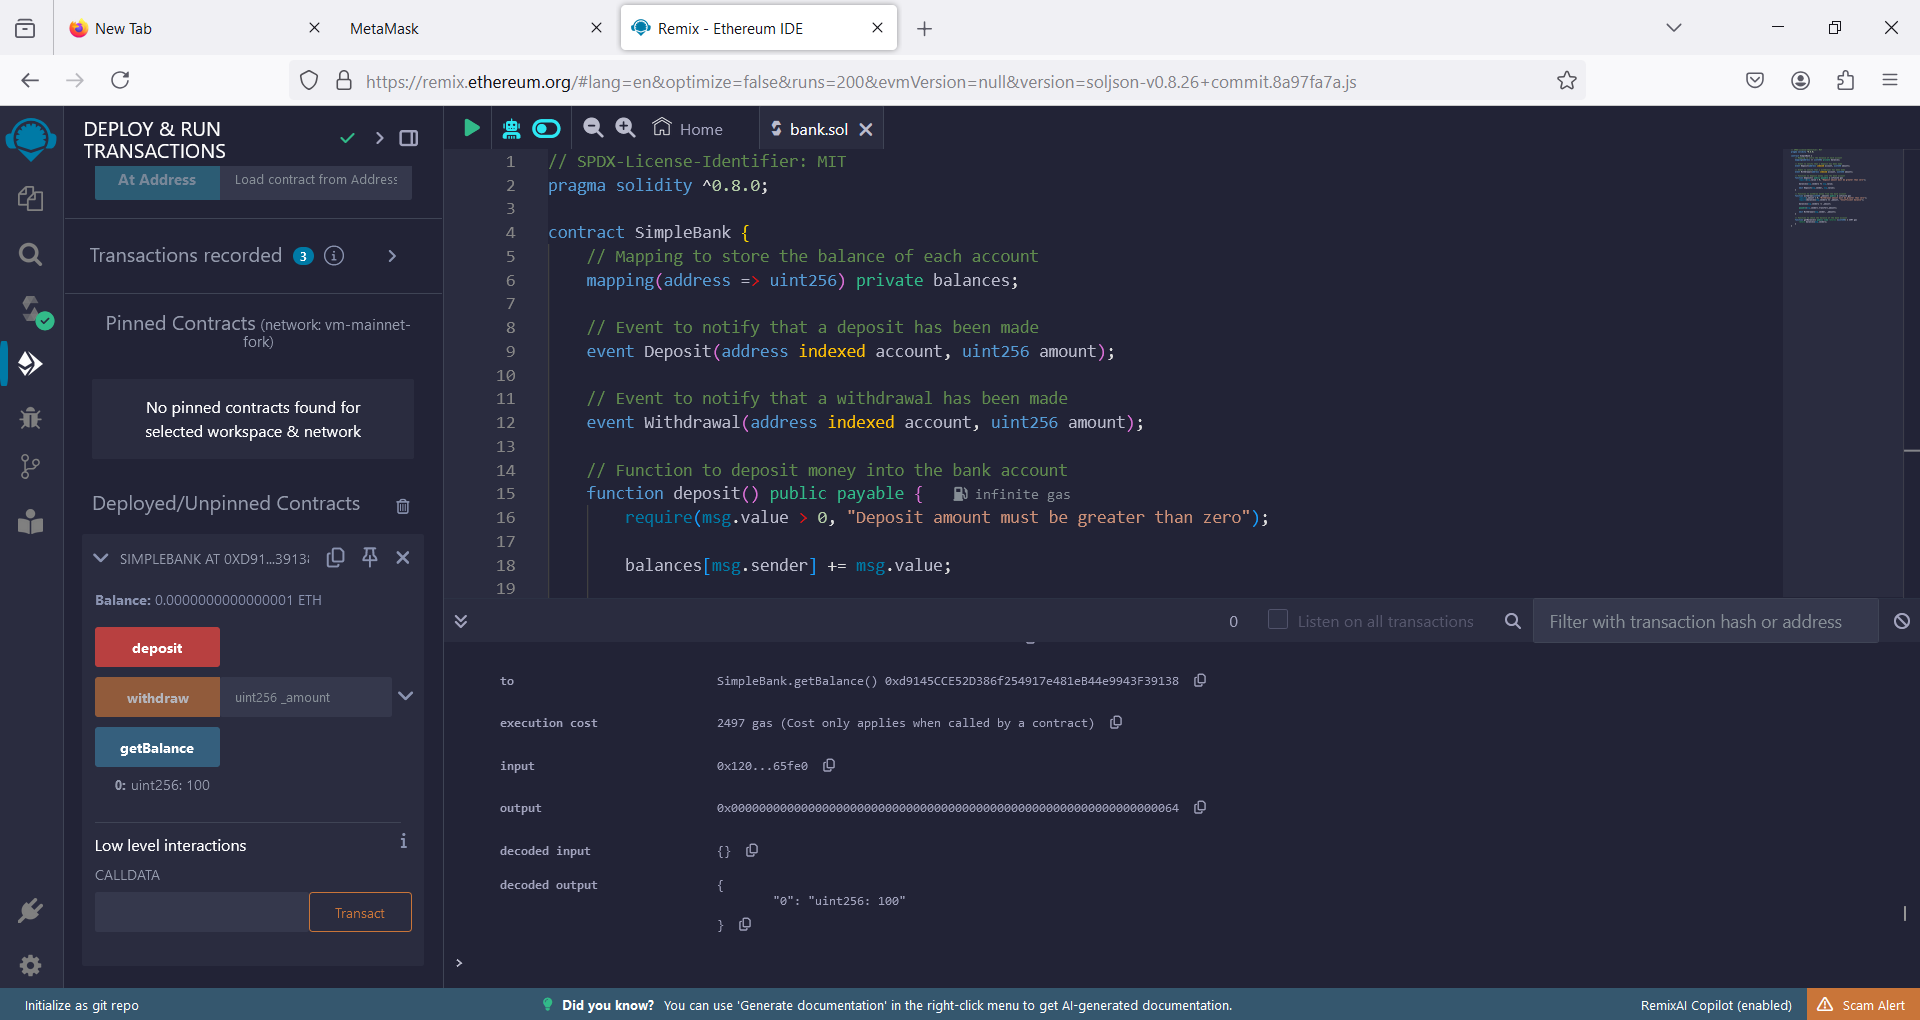 New Tab
MetaMask
Remix - Ethereum IDE
https://remix.ethereum.org/#lang=en&optimize=false&runs=200&evmVersion=null&version=soljson-v0.8.26+commit.8a97fa7a.js
DEPLOY & RUN
TRANSACTIONS
At Address
Load contract from Address
Transactions recorded 3 i
Pinned Contracts (network: vm-mainnet-
fork)
No pinned contracts found for
selected workspace & network
Deployed/Unpinned Contracts
SIMPLEBANK AT 0XD91...3913
Balance: 0.0000000000000001 ETH
deposit
withdraw
uint256 _amount
getBalance
0: uint256: 100
Low level interactions
i
CALLDATA
Transact
Home
bank.sol
1 // SPDX-License-Identifier: MIT
2 pragma solidity ^0.8.0;
3
4 contract SimpleBank {
5 // Mapping to store the balance of each account
6 mapping(address => uint256) private balances;
7
8 // Event to notify that a deposit has been made
9 event Deposit(address indexed account, uint256 amount);
10
11 // Event to notify that a withdrawal has been made
12 event Withdrawal(address indexed account, uint256 amount);
13
14 // Function to deposit money into the bank account
15 function deposit() public payable { infinite gas
16 require(msg.value > 0, "Deposit amount must be greater than zero");
17
18 balances[msg.sender] += msg.value;
19
0
Listen on all transactions
Filter with transaction hash or address
to SimpleBank.getBalance() 0xd9145CCE52D386f254917e481eB44e9943F39138
execution cost 2497 gas (Cost only applies when called by a contract)
input 0x120...65fe0
output 0x0000000000000000000000000000000000000000000000000000000000000064
decoded input {}
decoded output {
"0": "uint256: 100"
}
>
Initialize as git repo
Did you know? You can use 'Generate documentation' in the right-click menu to get AI-generated documentation.
RemixAI Copilot (enabled)
Scam Alert